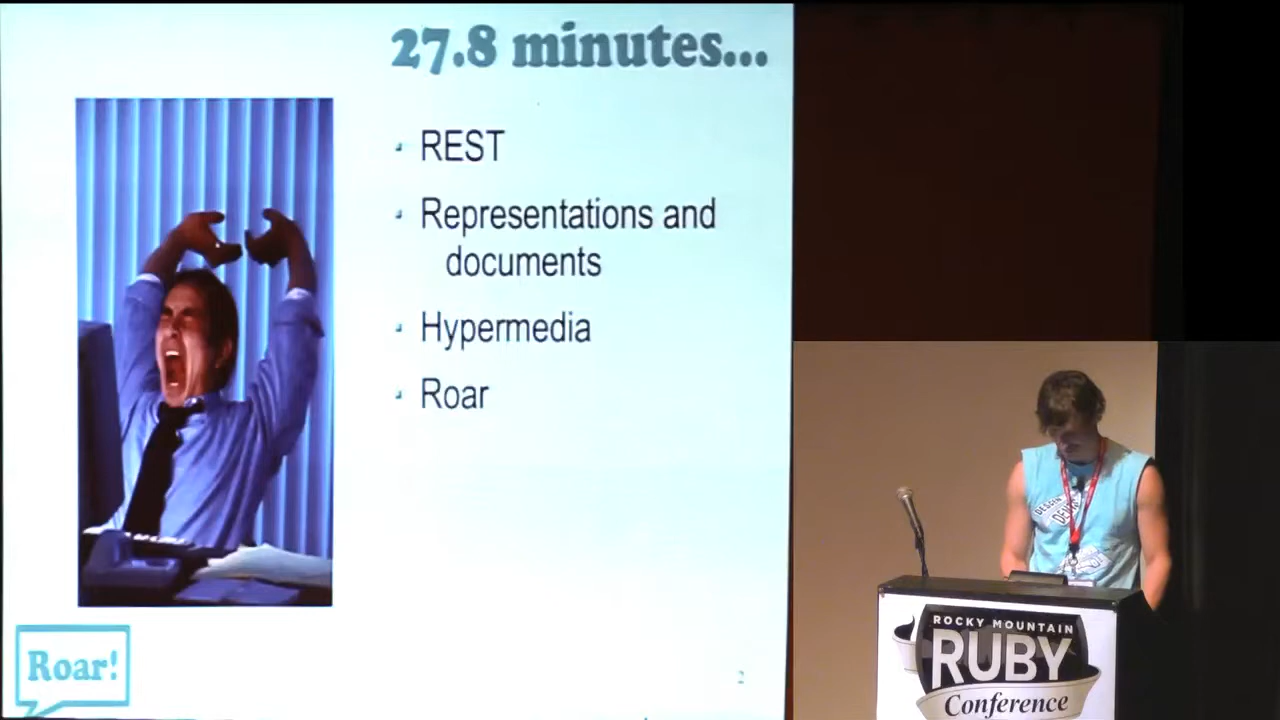 27.8 minutes...
REST
Representations and
documents
Hypermedia
Roar
Roar!
2
ROCKY MOUNTAIN
RUBY
Conference